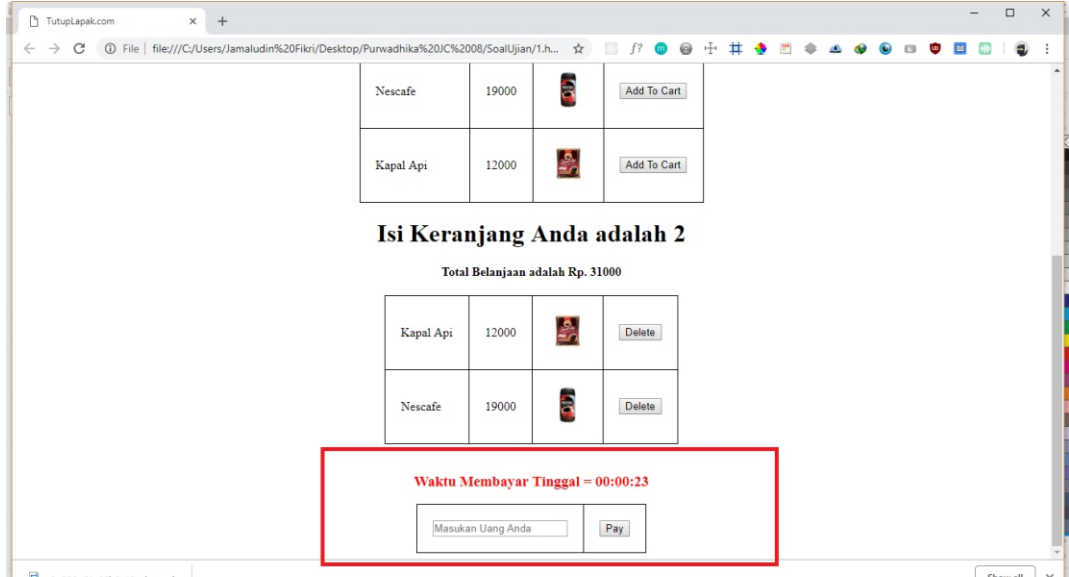 TutupLapak.com
File | file:///C:/Users/Jamaludin%20Fikri/Desktop/Purwadhika%20JC%2008/SoalUjian/1.h...
Nescafe 19000 Add To Cart
Kapal Api 12000 Add To Cart
Isi Keranjang Anda adalah 2
Total Belanjaan adalah Rp. 31000
Kapal Api 12000 Delete
Nescafe 19000 Delete
Waktu Membayar Tinggal = 00:00:23
Masukan Uang Anda Pay
Show all